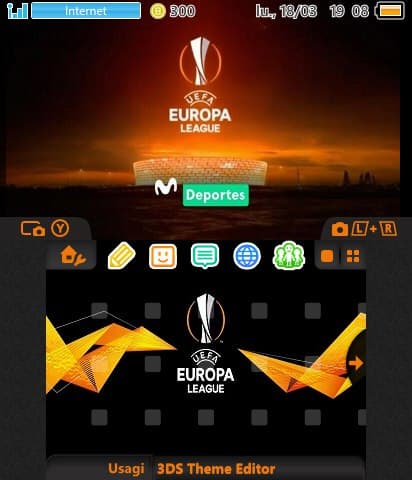 Internet
300
lu., 18/03
19 08
UEFA
EUROPA
LEAGUE
Deportes
Y
L+R
UEFA
EUROPA
LEAGUE
Usagi 3DS Theme Editor